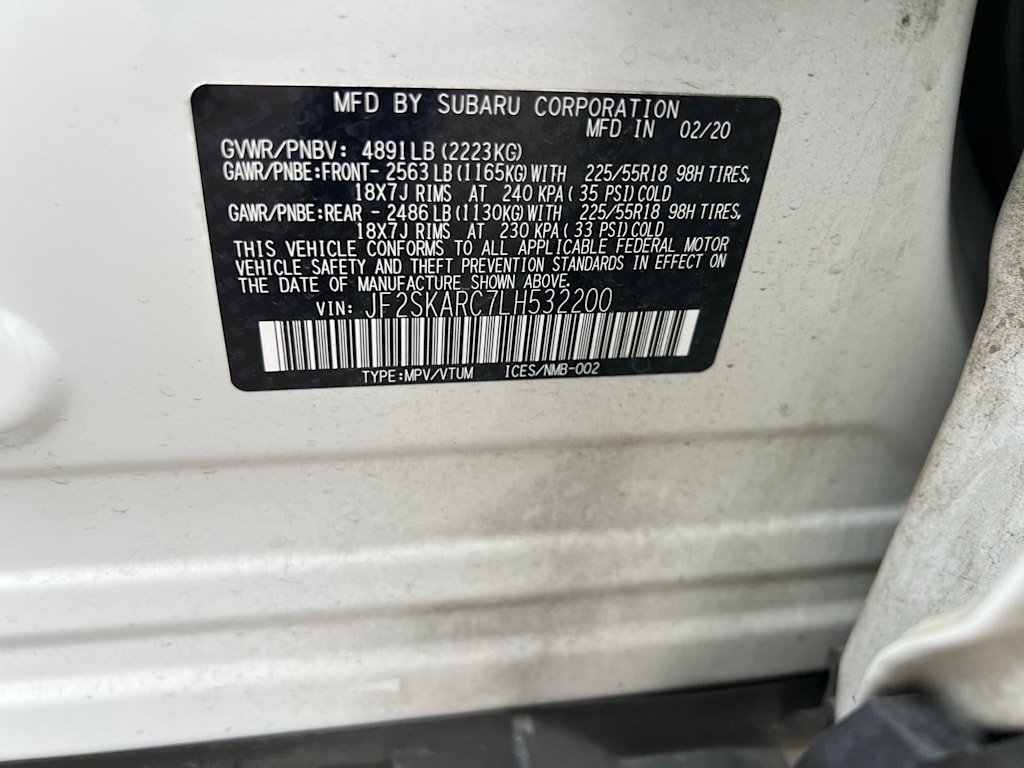 MFD BY SUBARU CORPORATION
MFD IN 02/20
GVWR/PNBV: 4891LB (2223KG)
GAWR/PNBE:FRONT- 2563 LB (1165KG) WITH 225/55R18 98H TIRES,
18X7J RIMS AT 240 KPA ( 35 PSI) COLD
GAWR/PNBE:REAR - 2486 LB (1130KG) WITH 225/55R18 98H TIRES,
18X7J RIMS AT 230 KPA ( 33 PSI) COLD
THIS VEHICLE CONFORMS TO ALL APPLICABLE FEDERAL MOTOR
VEHICLE SAFETY AND THEFT PREVENTION STANDARDS IN EFFECT ON
THE DATE OF MANUFACTURE SHOWN ABOVE.
VIN: JF2SKARC7LH532200
TYPE:MPV/VTUM ICES/NMB-002